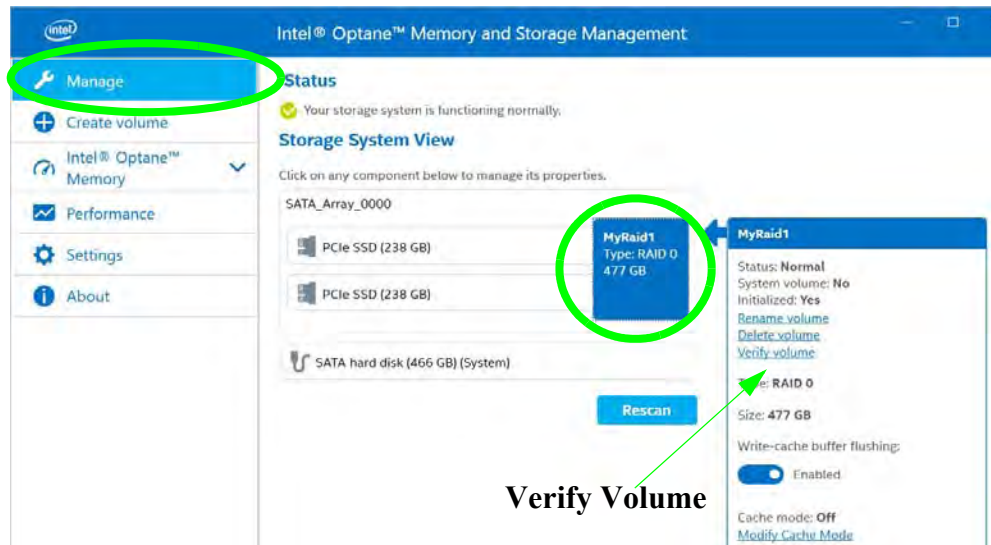 intel
Intel® Optane™ Memory and Storage Management
Manage
Create volume
Intel® Optane™
Memory
Performance
Settings
About
Status
Your storage system is functioning normally.
Storage System View
Click on any component below to manage its properties.
SATA_Array_0000
PCIe SSD (238 GB)
PCIe SSD (238 GB)
MyRaid1
Type: RAID 0
477 GB
SATA hard disk (466 GB) (System)
Rescan
MyRaid1
Status: Normal
System volume: No
Initialized: Yes
Rename volume
Delete volume
Verify volume
RAID 0
Size: 477 GB
Write-cache buffer flushing:
Enabled
Cache mode: Off
Modify Cache Mode
Verify Volume